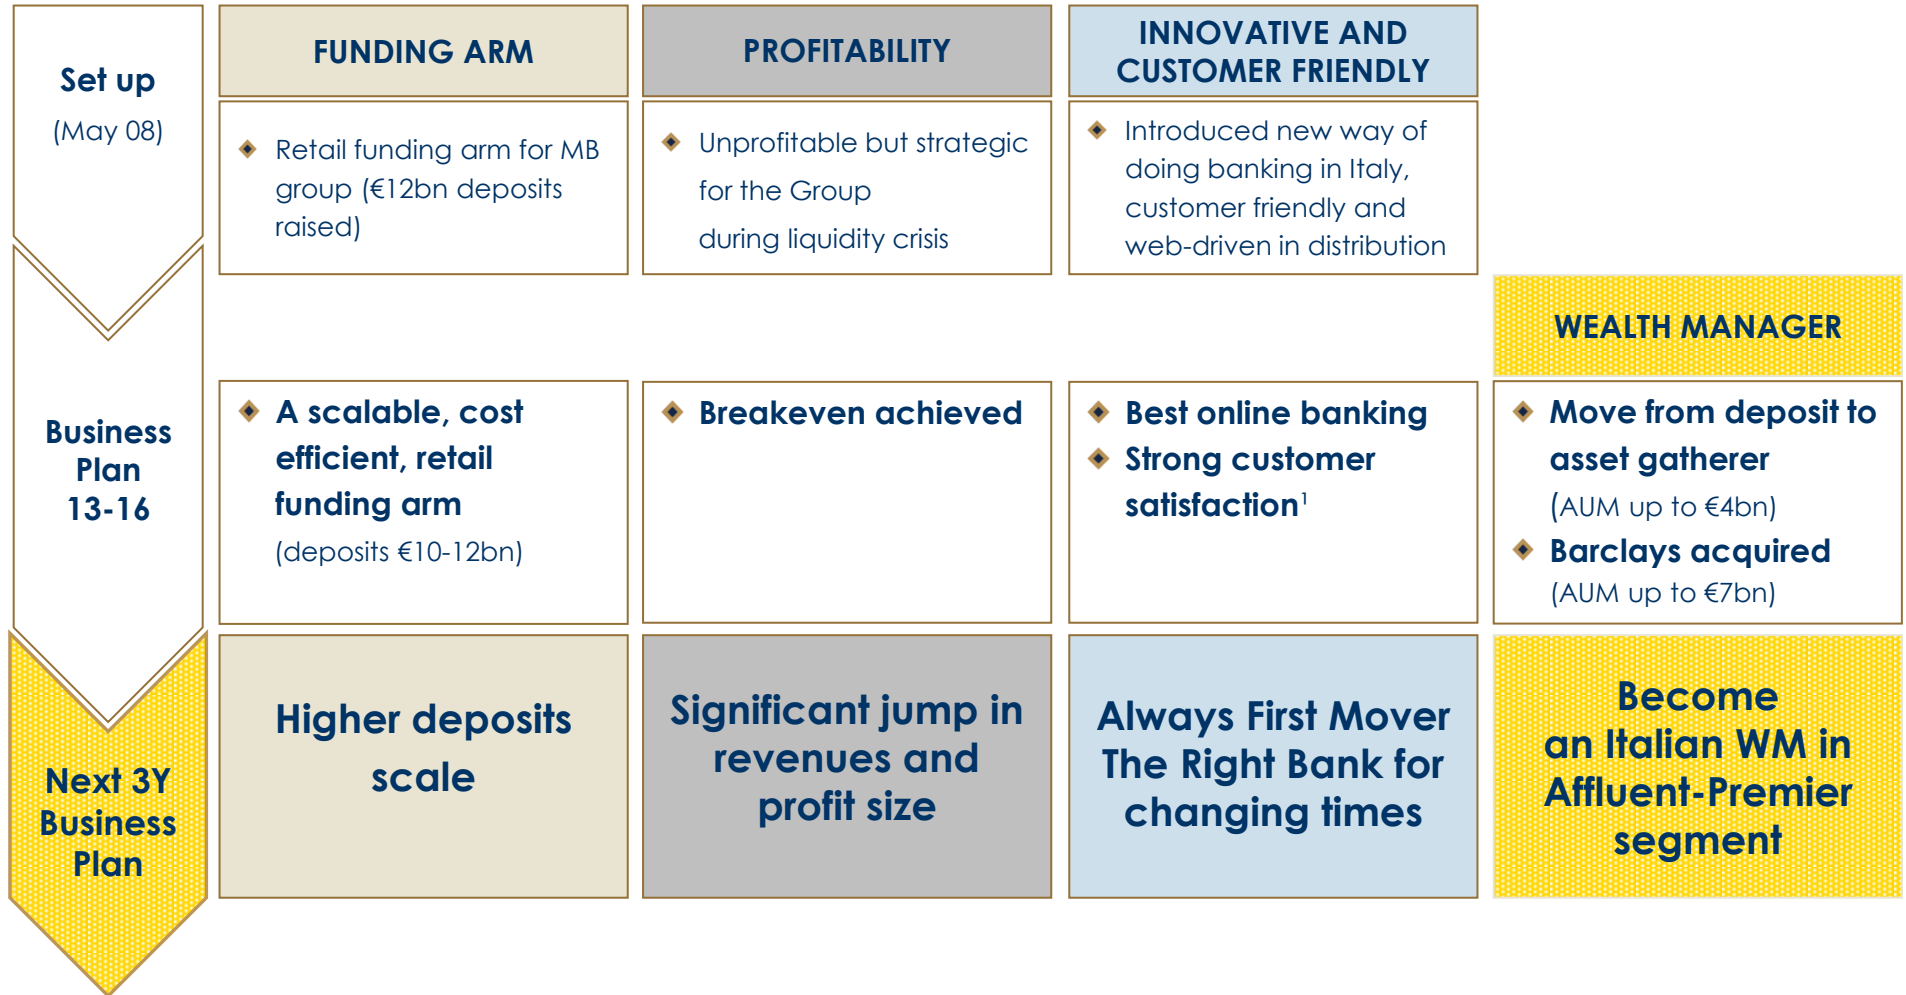 Set up
(May 08)
FUNDING ARM
PROFITABILITY
INNOVATIVE AND
CUSTOMER FRIENDLY
Retail funding arm for MB
group (€12bn deposits
raised)
Unprofitable but strategic
for the Group
during liquidity crisis
Introduced new way of
doing banking in Italy,
customer friendly and
web-driven in distribution
WEALTH MANAGER
Business
Plan
13-16
A scalable, cost
efficient, retail
funding arm
(deposits €10-12bn)
Breakeven achieved
Best online banking
Strong customer
satisfaction¹
Move from deposit to
asset gatherer
(AUM up to €4bn)
Barclays acquired
(AUM up to €7bn)
Next 3Y
Business
Plan
Higher deposits
scale
Significant jump in
revenues and
profit size
Always First Mover
The Right Bank for
changing times
Become
an Italian WM in
Affluent-Premier
segment